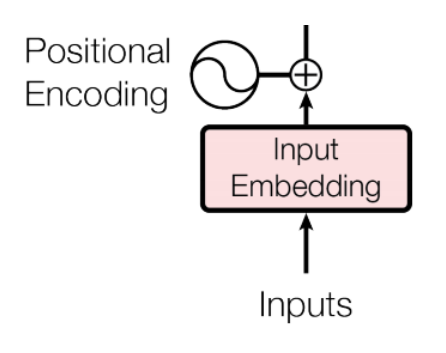 Positional
Encoding
Input
Embedding
Inputs